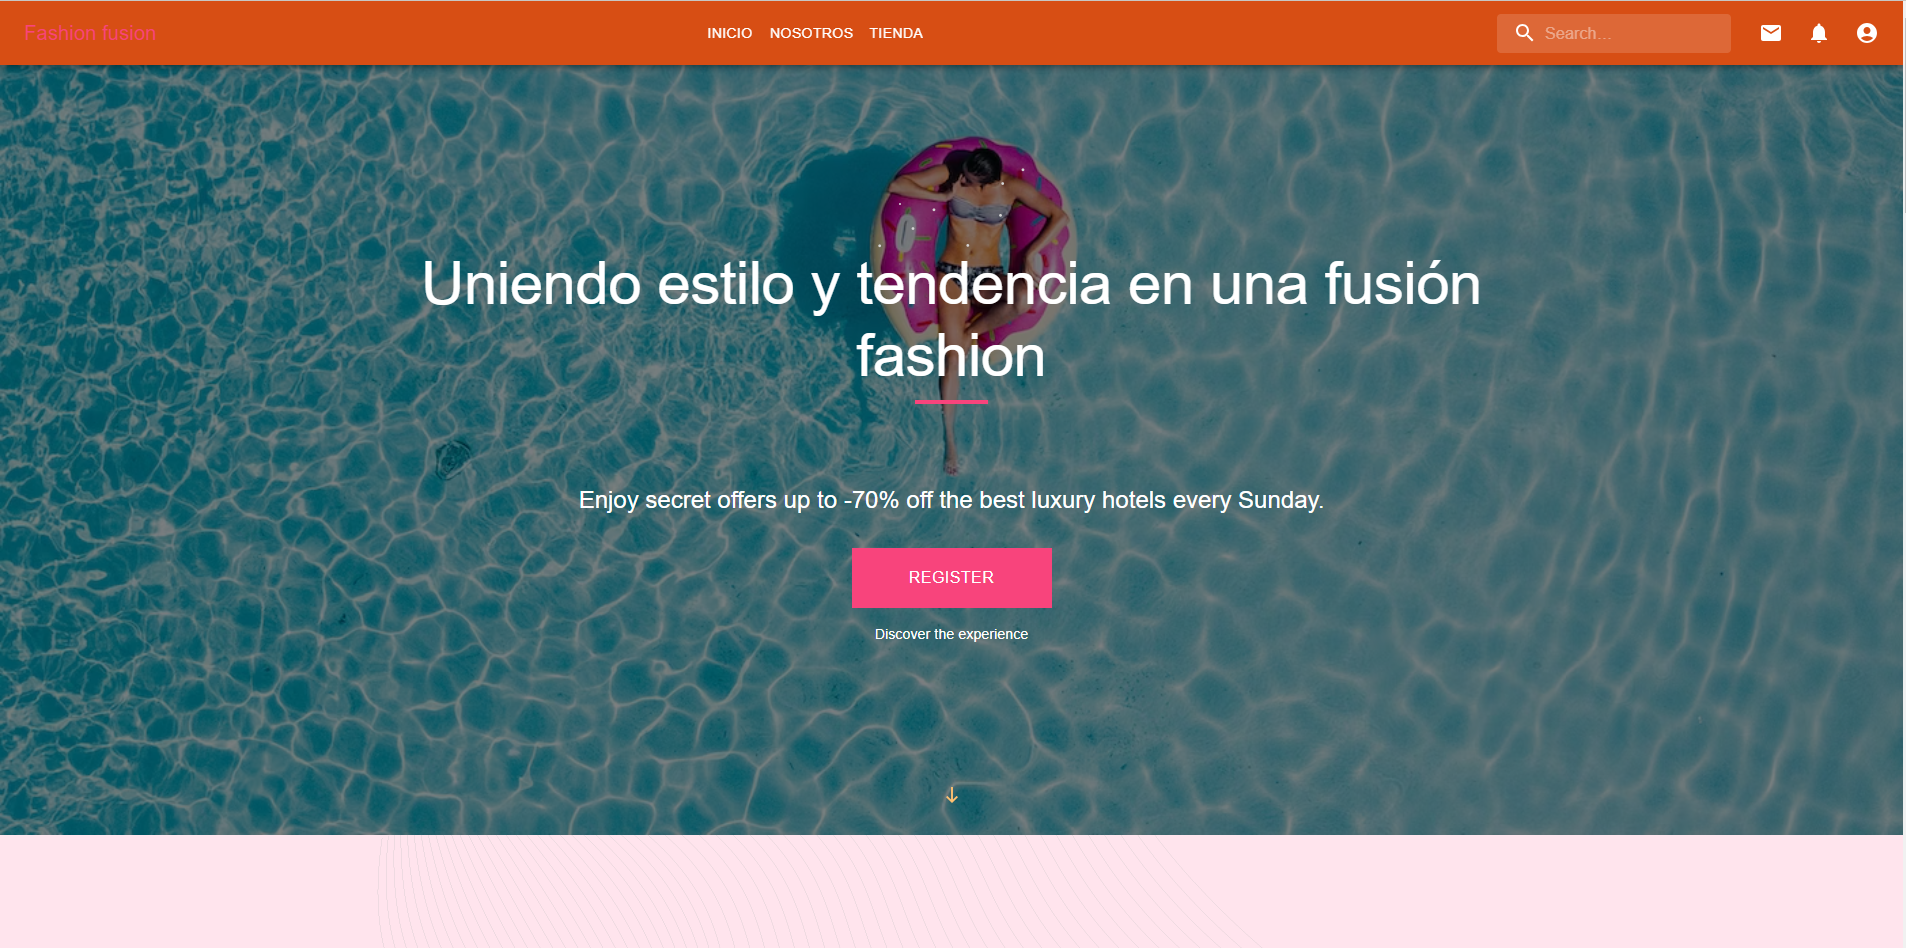 Fashion fusion
INICIO NOSOTROS TIENDA
Search...
Uniendo estilo y tendencia en una fusión
fashion
Enjoy secret offers up to -70% off the best luxury hotels every Sunday.
REGISTER
Discover the experience